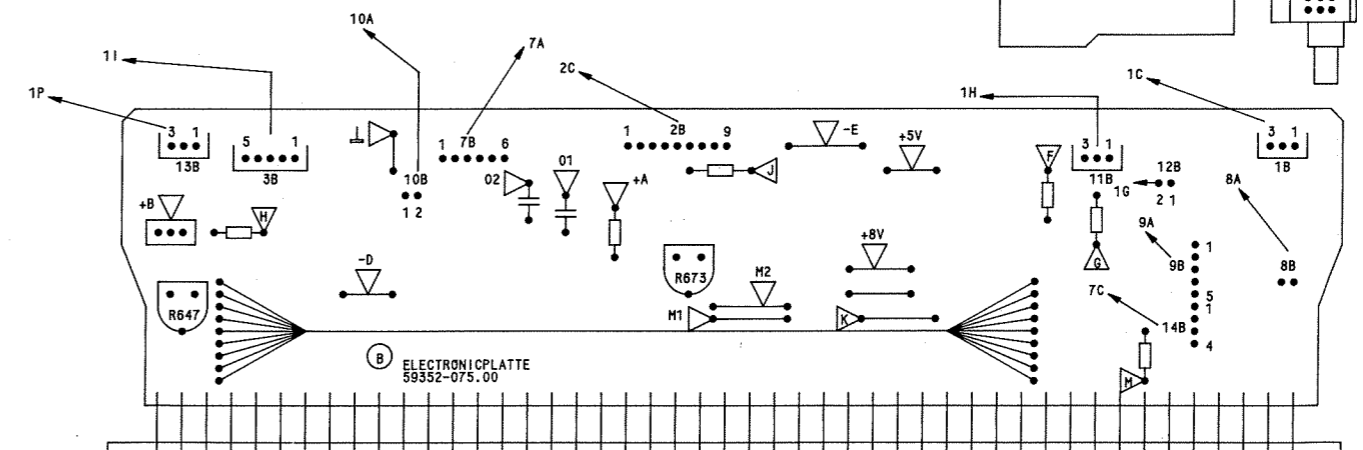 10A
1I
7A
2C
1C
1P
1H
3 1
13B
5 1
3B
1 7B 6
1 2B 9
-E
+5V
F
3 1
11B
3 1
1B
10B
1 2
O2
O1
+A
J
1G
12B
2 1
8A
+B
H
9A
G
9B
1
5
1
4
8B
-D
R673
M2
+8V
R647
M1
K
7C
14B
M
B
ELECTRONICPLATTE
59352-075.00